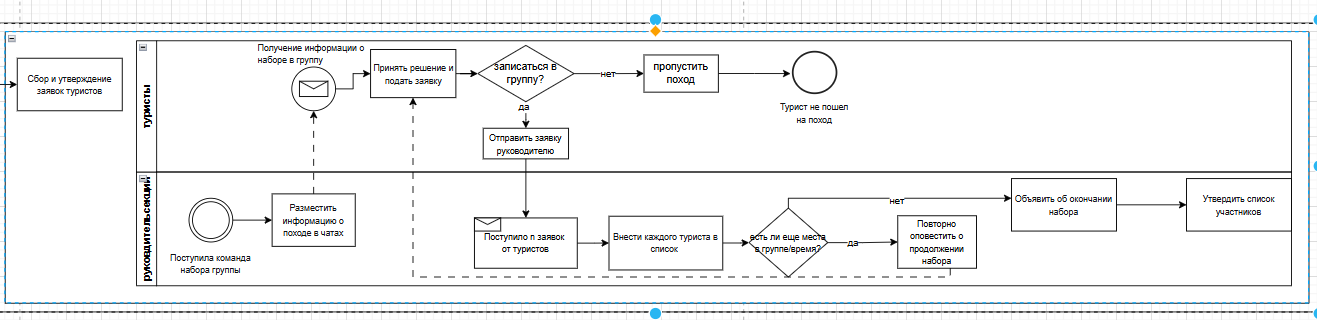 Сбор и утверждение
заявок туристов
туристы
Получение информации о
наборе в группу
Принять решение и
подать заявку
записаться в
группу?
нет
пропустить
поход
Турист не пошел
на поход
да
Отправить заявку
руководителю
руководительсекции
Поступила команда
набора группы
Разместить
информацию о
походе в чатах
Поступило n заявок
от туристов
Внести каждого туриста в
список
есть ли еще места
в группе/время?
да
нет
Повторно
оповестить о
продолжении
набора
Объявить об окончании
набора
Утвердить список
участников